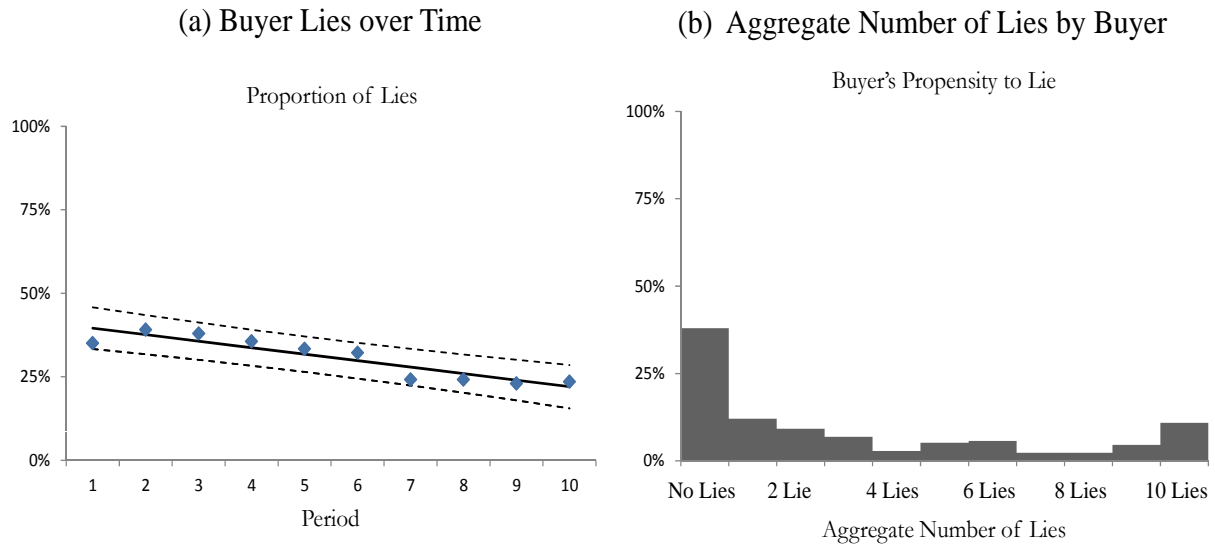 (a) Buyer Lies over Time
Proportion of Lies
100%
75%
50%
25%
0%
1 2 3 4 5 6 7 8 9 10
Period
(b) Aggregate Number of Lies by Buyer
Buyer's Propensity to Lie
100%
75%
50%
25%
0%
No Lies 2 Lie 4 Lies 6 Lies 8 Lies 10 Lies
Aggregate Number of Lies